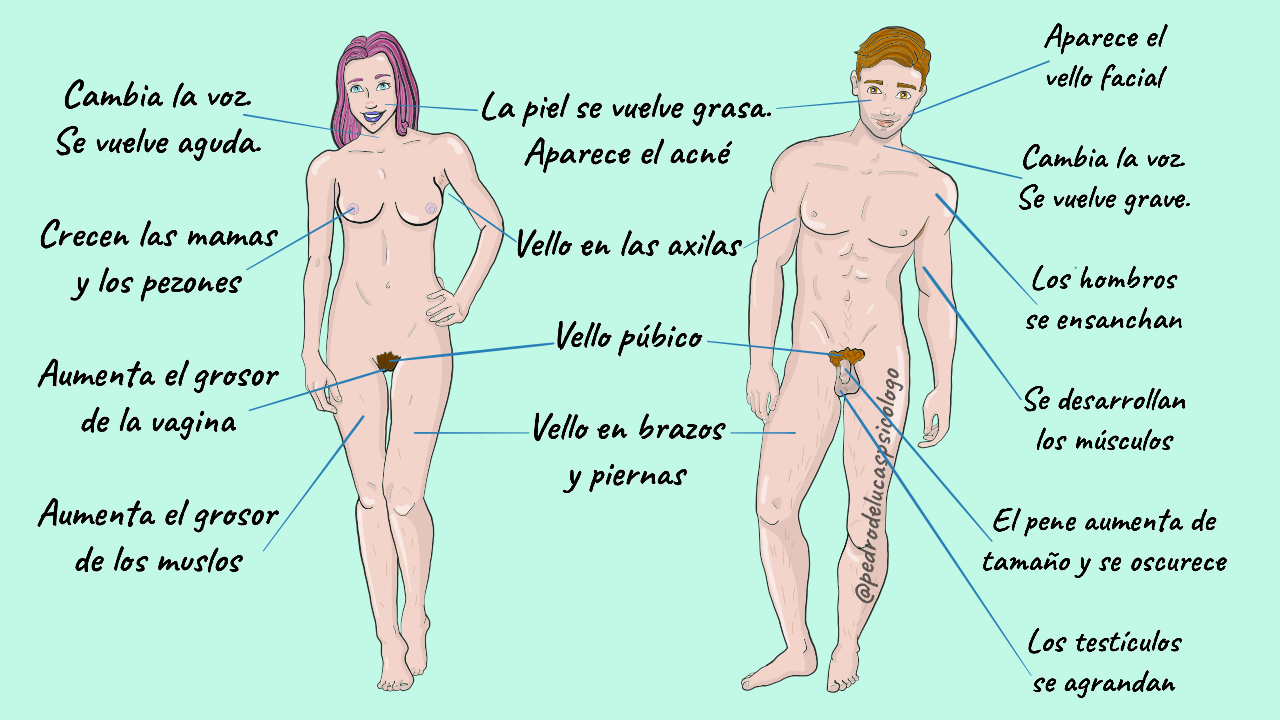 Cambia la voz.
Se vuelve aguda.
Crecen las mamas
y los pezones
Aumenta el grosor
de la vagina
Aumenta el grosor
de los muslos
La piel se vuelve grasa.
Aparece el acné
Vello en las axilas
Vello púbico
Vello en brazos
y piernas
Aparece el
vello facial
Cambia la voz.
Se vuelve grave.
Los hombros
se ensanchan
Se desarrollan
los músculos
El pene aumenta de
tamaño y se oscurece
Los testículos
se agrandan
@pedrodelucaspsicologo